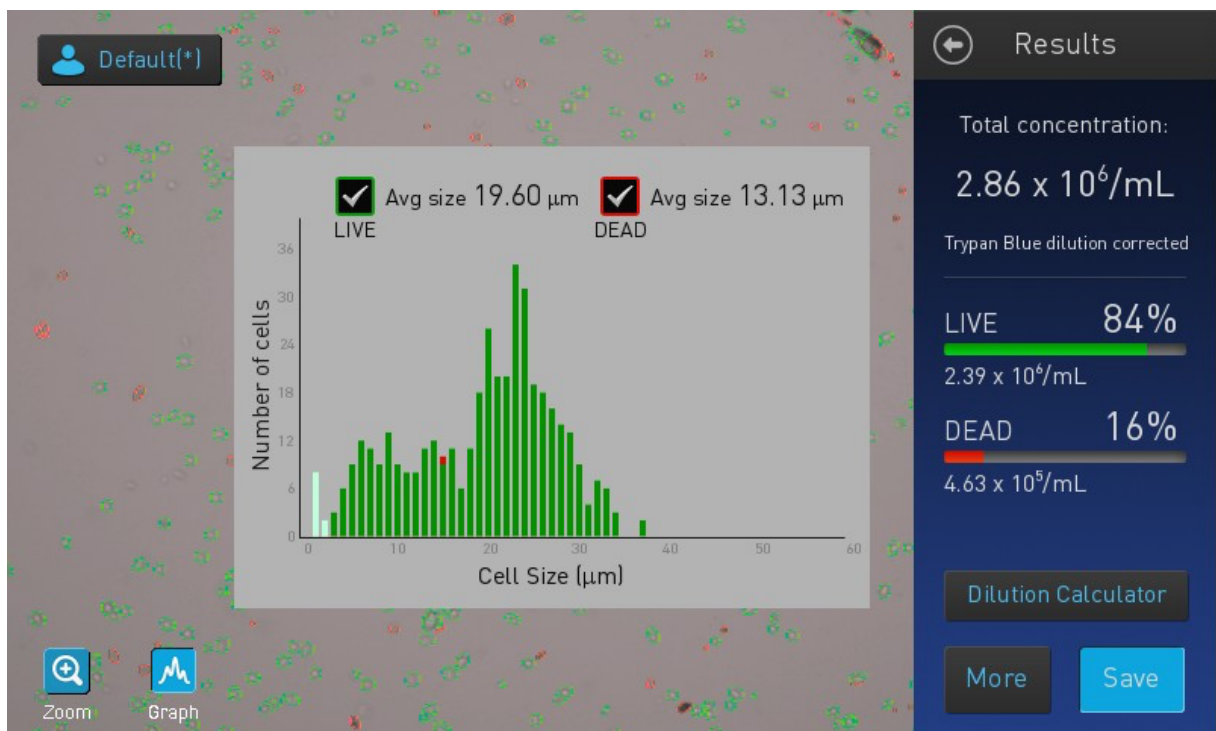 Default(*)
Results
Total concentration:
2.86 x 10⁶/mL
Trypan Blue dilution corrected
LIVE 84%
2.39 x 10⁶/mL
DEAD 16%
4.63 x 10⁵/mL
Dilution Calculator
More Save
Avg size 19.60 μm Avg size 13.13 μm
LIVE DEAD
Number of cells
36
30
24
18
12
6
0
0 10 20 30 40 50 60
Cell Size (μm)
Zoom Graph